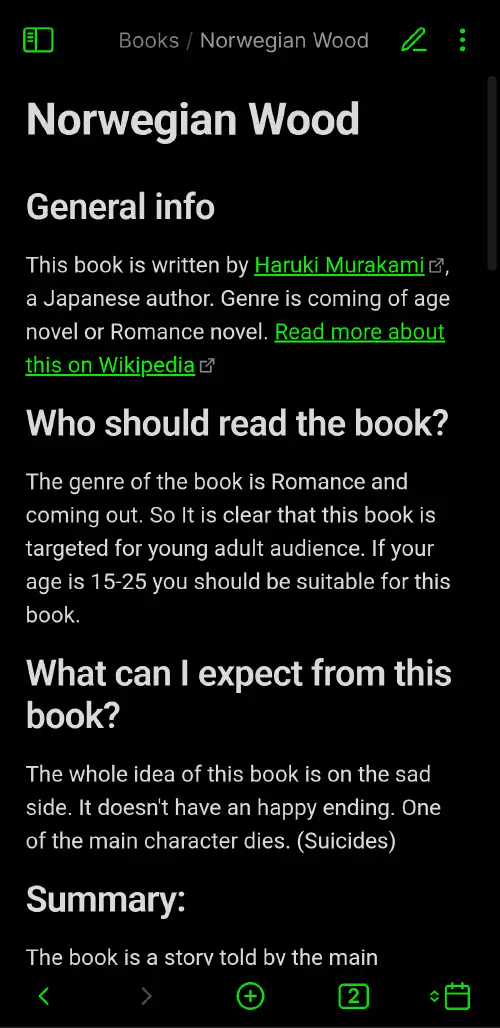 Books / Norwegian Wood
Norwegian Wood
General info
This book is written by Haruki Murakami,
a Japanese author. Genre is coming of age
novel or Romance novel. Read more about
this on Wikipedia
Who should read the book?
The genre of the book is Romance and
coming out. So It is clear that this book is
targeted for young adult audience. If your
age is 15-25 you should be suitable for this
book.
What can I expect from this
book?
The whole idea of this book is on the sad
side. It doesn't have an happy ending. One
of the main character dies. (Suicides)
Summary:
The book is a story told by the main
2